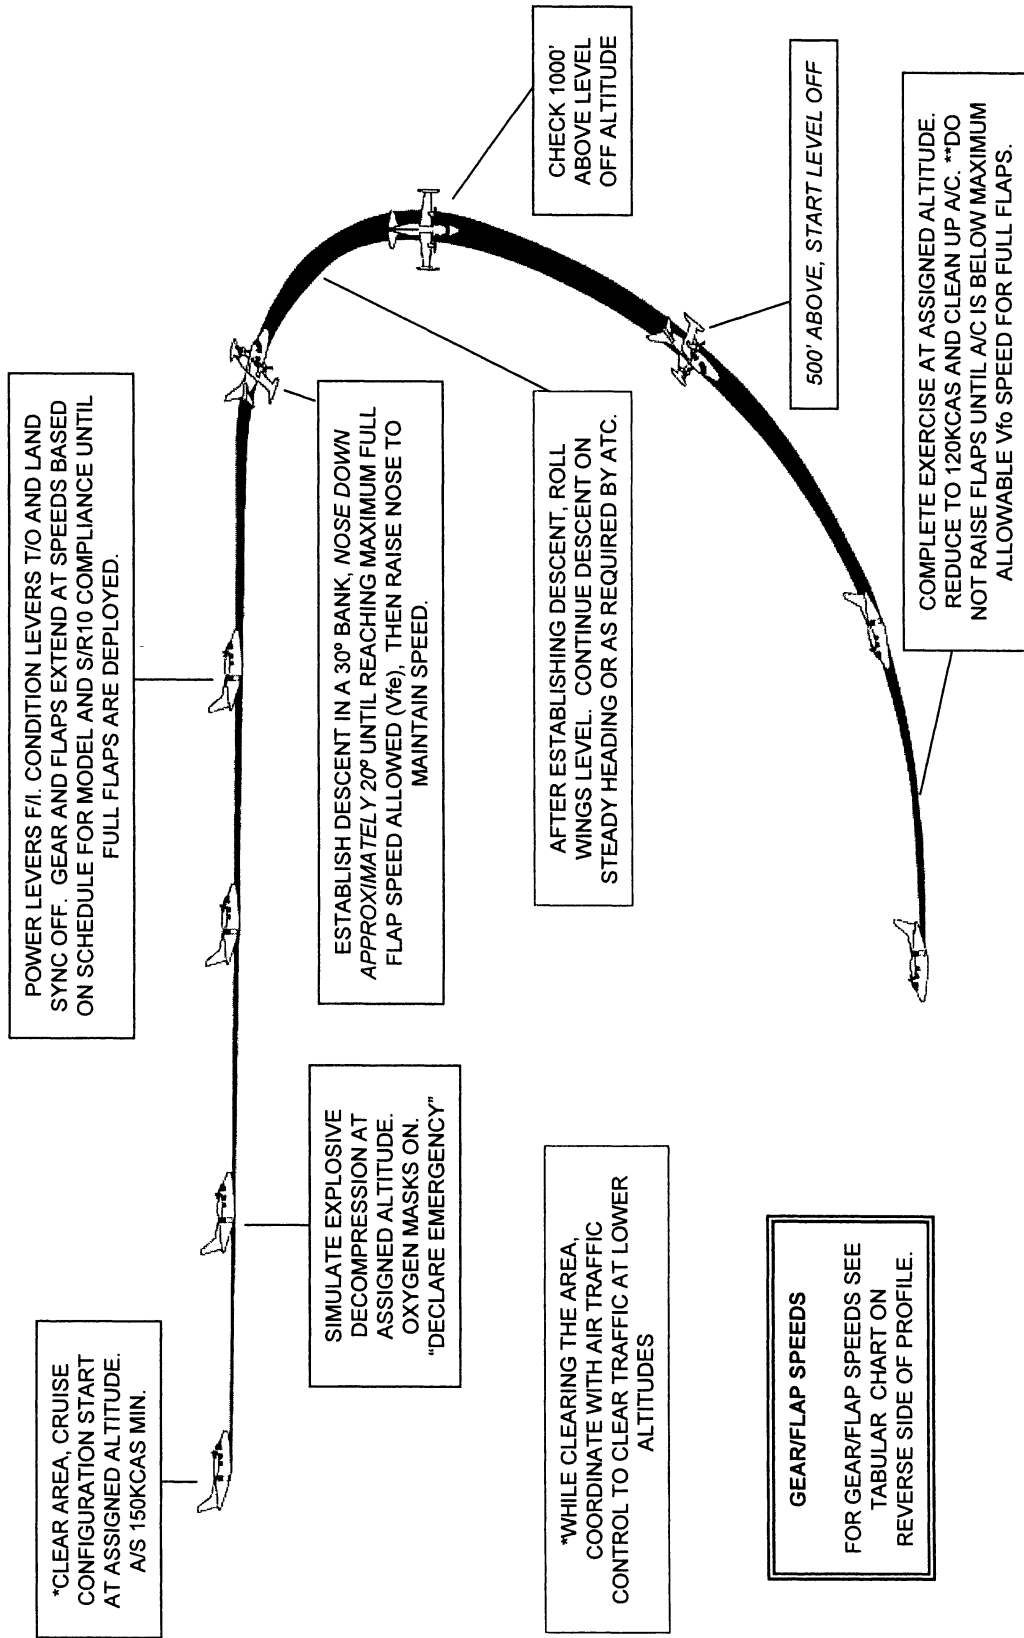 *CLEAR AREA, CRUISE
CONFIGURATION START
AT ASSIGNED ALTITUDE.
A/S 150KCAS MIN.
SIMULATE EXPLOSIVE
DECOMPRESSION AT
ASSIGNED ALTITUDE.
OXYGEN MASKS ON.
“DECLARE EMERGENCY”
POWER LEVERS F/I. CONDITION LEVERS T/O AND LAND
SYNC OFF. GEAR AND FLAPS EXTEND AT SPEEDS BASED
ON SCHEDULE FOR MODEL AND S/R10 COMPLIANCE UNTIL
FULL FLAPS ARE DEPLOYED.
ESTABLISH DESCENT IN A 30º BANK, NOSE DOWN
APPROXIMATELY 20º UNTIL REACHING MAXIMUM FULL
FLAP SPEED ALLOWED (Vfe), THEN RAISE NOSE TO
MAINTAIN SPEED.
AFTER ESTABLISHING DESCENT, ROLL
WINGS LEVEL. CONTINUE DESCENT ON
STEADY HEADING OR AS REQUIRED BY ATC.
CHECK 1000'
ABOVE LEVEL
OFF ALTITUDE
500' ABOVE, START LEVEL OFF
COMPLETE EXERCISE AT ASSIGNED ALTITUDE.
REDUCE TO 120KCAS AND CLEAN UP A/C. **DO
NOT RAISE FLAPS UNTIL A/C IS BELOW MAXIMUM
ALLOWABLE Vfo SPEED FOR FULL FLAPS.
*WHILE CLEARING THE AREA,
COORDINATE WITH AIR TRAFFIC
CONTROL TO CLEAR TRAFFIC AT LOWER
ALTITUDES
GEAR/FLAP SPEEDS
FOR GEAR/FLAP SPEEDS SEE
TABULAR CHART ON
REVERSE SIDE OF PROFILE.